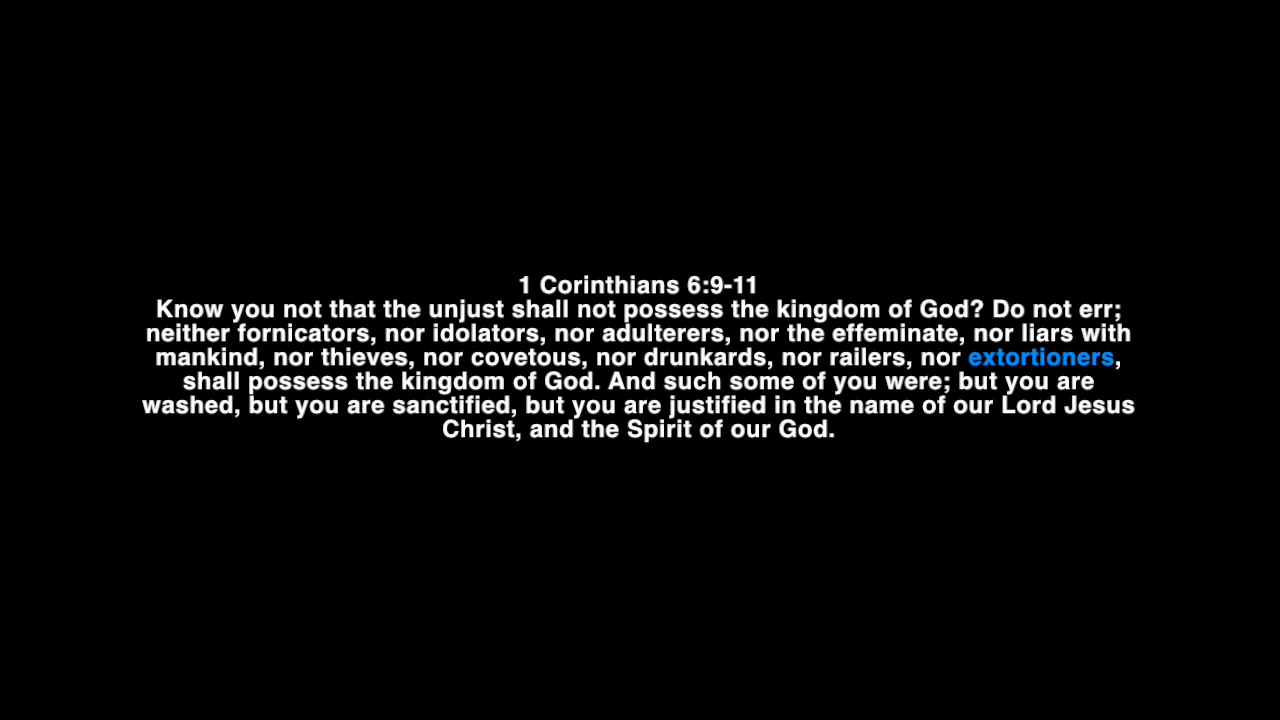 1 Corinthians 6:9-11
Know you not that the unjust shall not possess the kingdom of God? Do not err;
neither fornicators, nor idolators, nor adulterers, nor the effeminate, nor liars with
mankind, nor thieves, nor covetous, nor drunkards, nor railers, nor extortioners,
shall possess the kingdom of God. And such some of you were; but you are
washed, but you are sanctified, but you are justified in the name of our Lord Jesus
Christ, and the Spirit of our God.